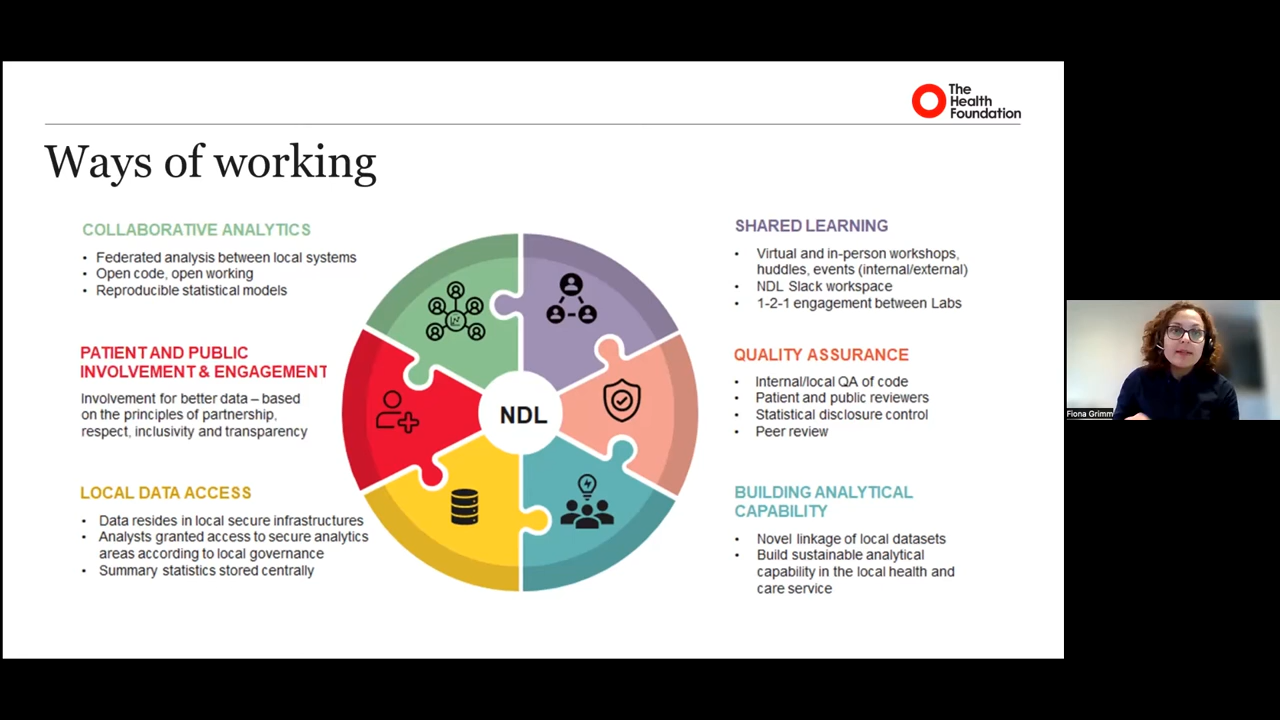 The
Health
Foundation
Ways of working
COLLABORATIVE ANALYTICS
• Federated analysis between local systems
• Open code, open working
• Reproducible statistical models
PATIENT AND PUBLIC
INVOLVEMENT & ENGAGEMENT
Involvement for better data – based
on the principles of partnership,
respect, inclusivity and transparency
LOCAL DATA ACCESS
• Data resides in local secure infrastructures
• Analysts granted access to secure analytics
areas according to local governance
• Summary statistics stored centrally
NDL
SHARED LEARNING
• Virtual and in-person workshops,
huddles, events (internal/external)
• NDL Slack workspace
• 1-2-1 engagement between Labs
QUALITY ASSURANCE
• Internal/local QA of code
• Patient and public reviewers
• Statistical disclosure control
• Peer review
BUILDING ANALYTICAL
CAPABILITY
• Novel linkage of local datasets
• Build sustainable analytical
capability in the local health and
care service
Fiona Grimm